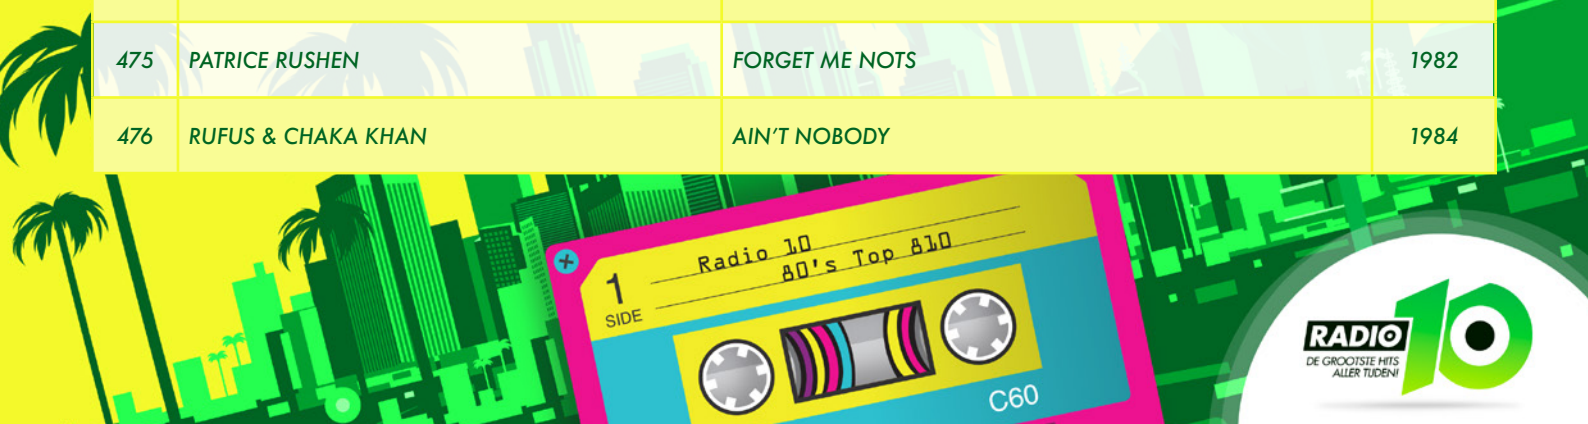 475 PATRICE RUSHEN FORGET ME NOTS 1982
476 RUFUS & CHAKA KHAN AIN'T NOBODY 1984
Radio 10
80's Top 810
1
SIDE
C60
RADIO 10
DE GROOTSTE HITS
ALLER TIJDEN!